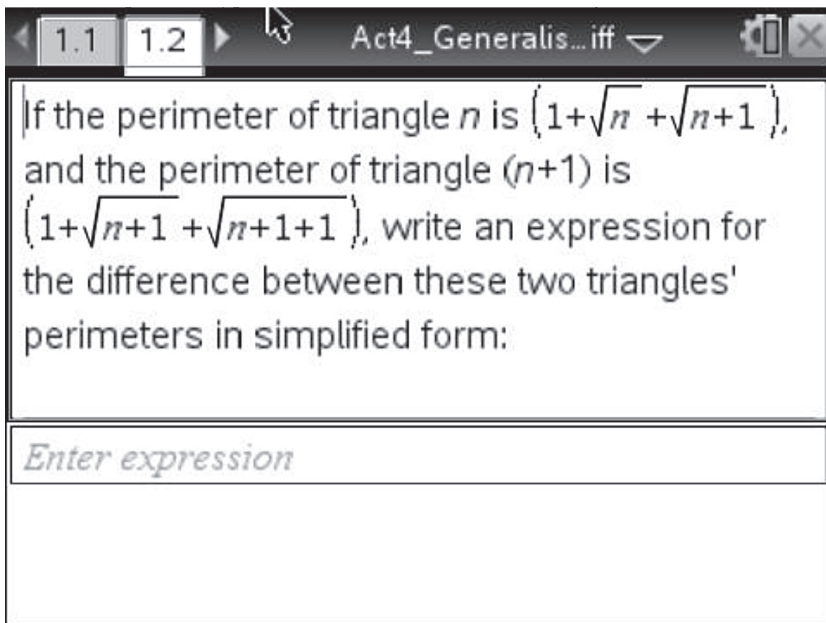 1.1 1.2 Act4_Generalis...iff
If the perimeter of triangle n is (1+√n +√n+1 ),
and the perimeter of triangle (n+1) is
(1+√n+1 +√n+1+1 ), write an expression for
the difference between these two triangles'
perimeters in simplified form:
Enter expression